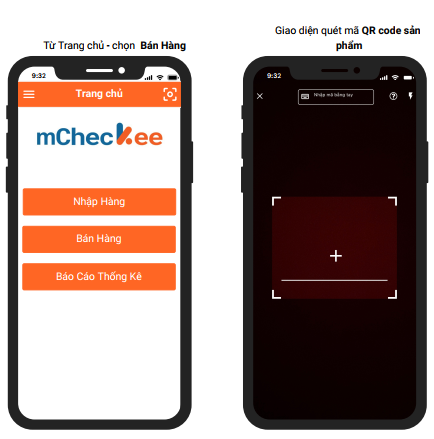 Từ Trang chủ - chọn Bán Hàng
9:32
Trang chủ
mCheckee
Nhập Hàng
Bán Hàng
Báo Cáo Thống Kê
Giao diện quét mã QR code sản
phẩm
9:32
Nhập mã bằng tay